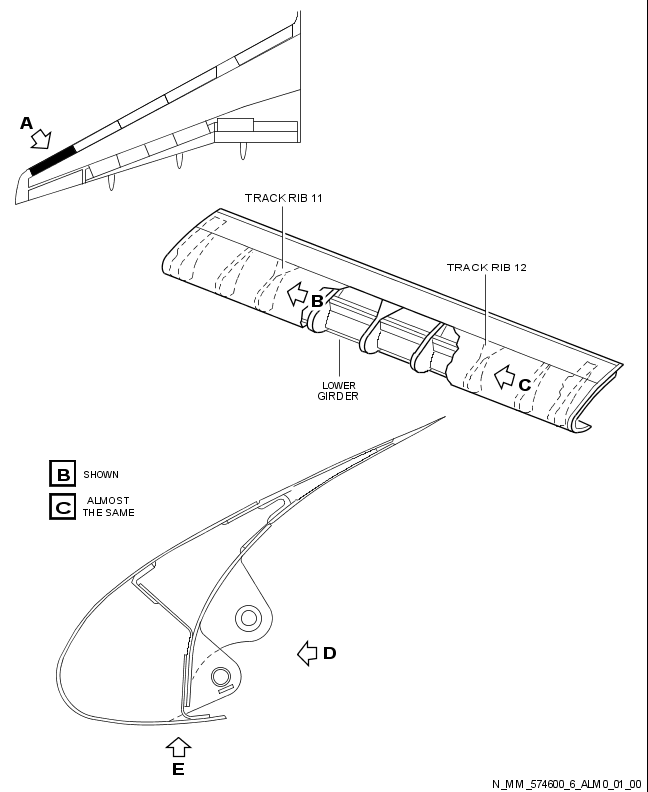 A
TRACK RIB 11
TRACK RIB 12
B
C
LOWER
GIRDER
B SHOWN
C ALMOST
THE SAME
D
E
N_MM_574600_6_ALM0_01_00